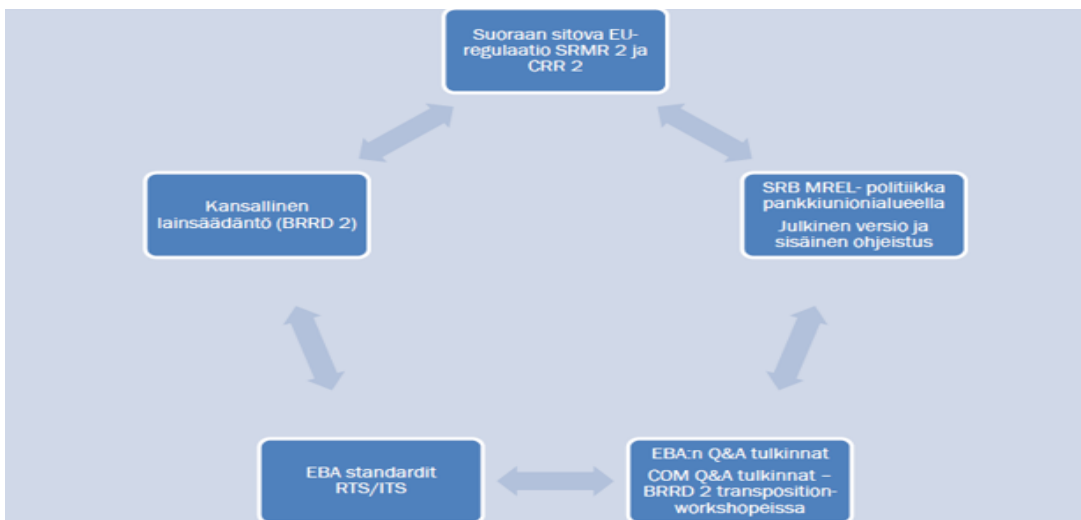 Suoraan sitova EU-
regulaatio SRMR 2 ja
CRR 2
Kansallinen
lainsäädäntö (BRRD 2)
SRB MREL- politiikka
pankkiunionialueella
Julkinen versio ja
sisäinen ohjeistus
EBA standardit
RTS/ITS
EBA:n Q&A tulkinnat
COM Q&A tulkinnat –
BRRD 2 transposition-
workshopeissa